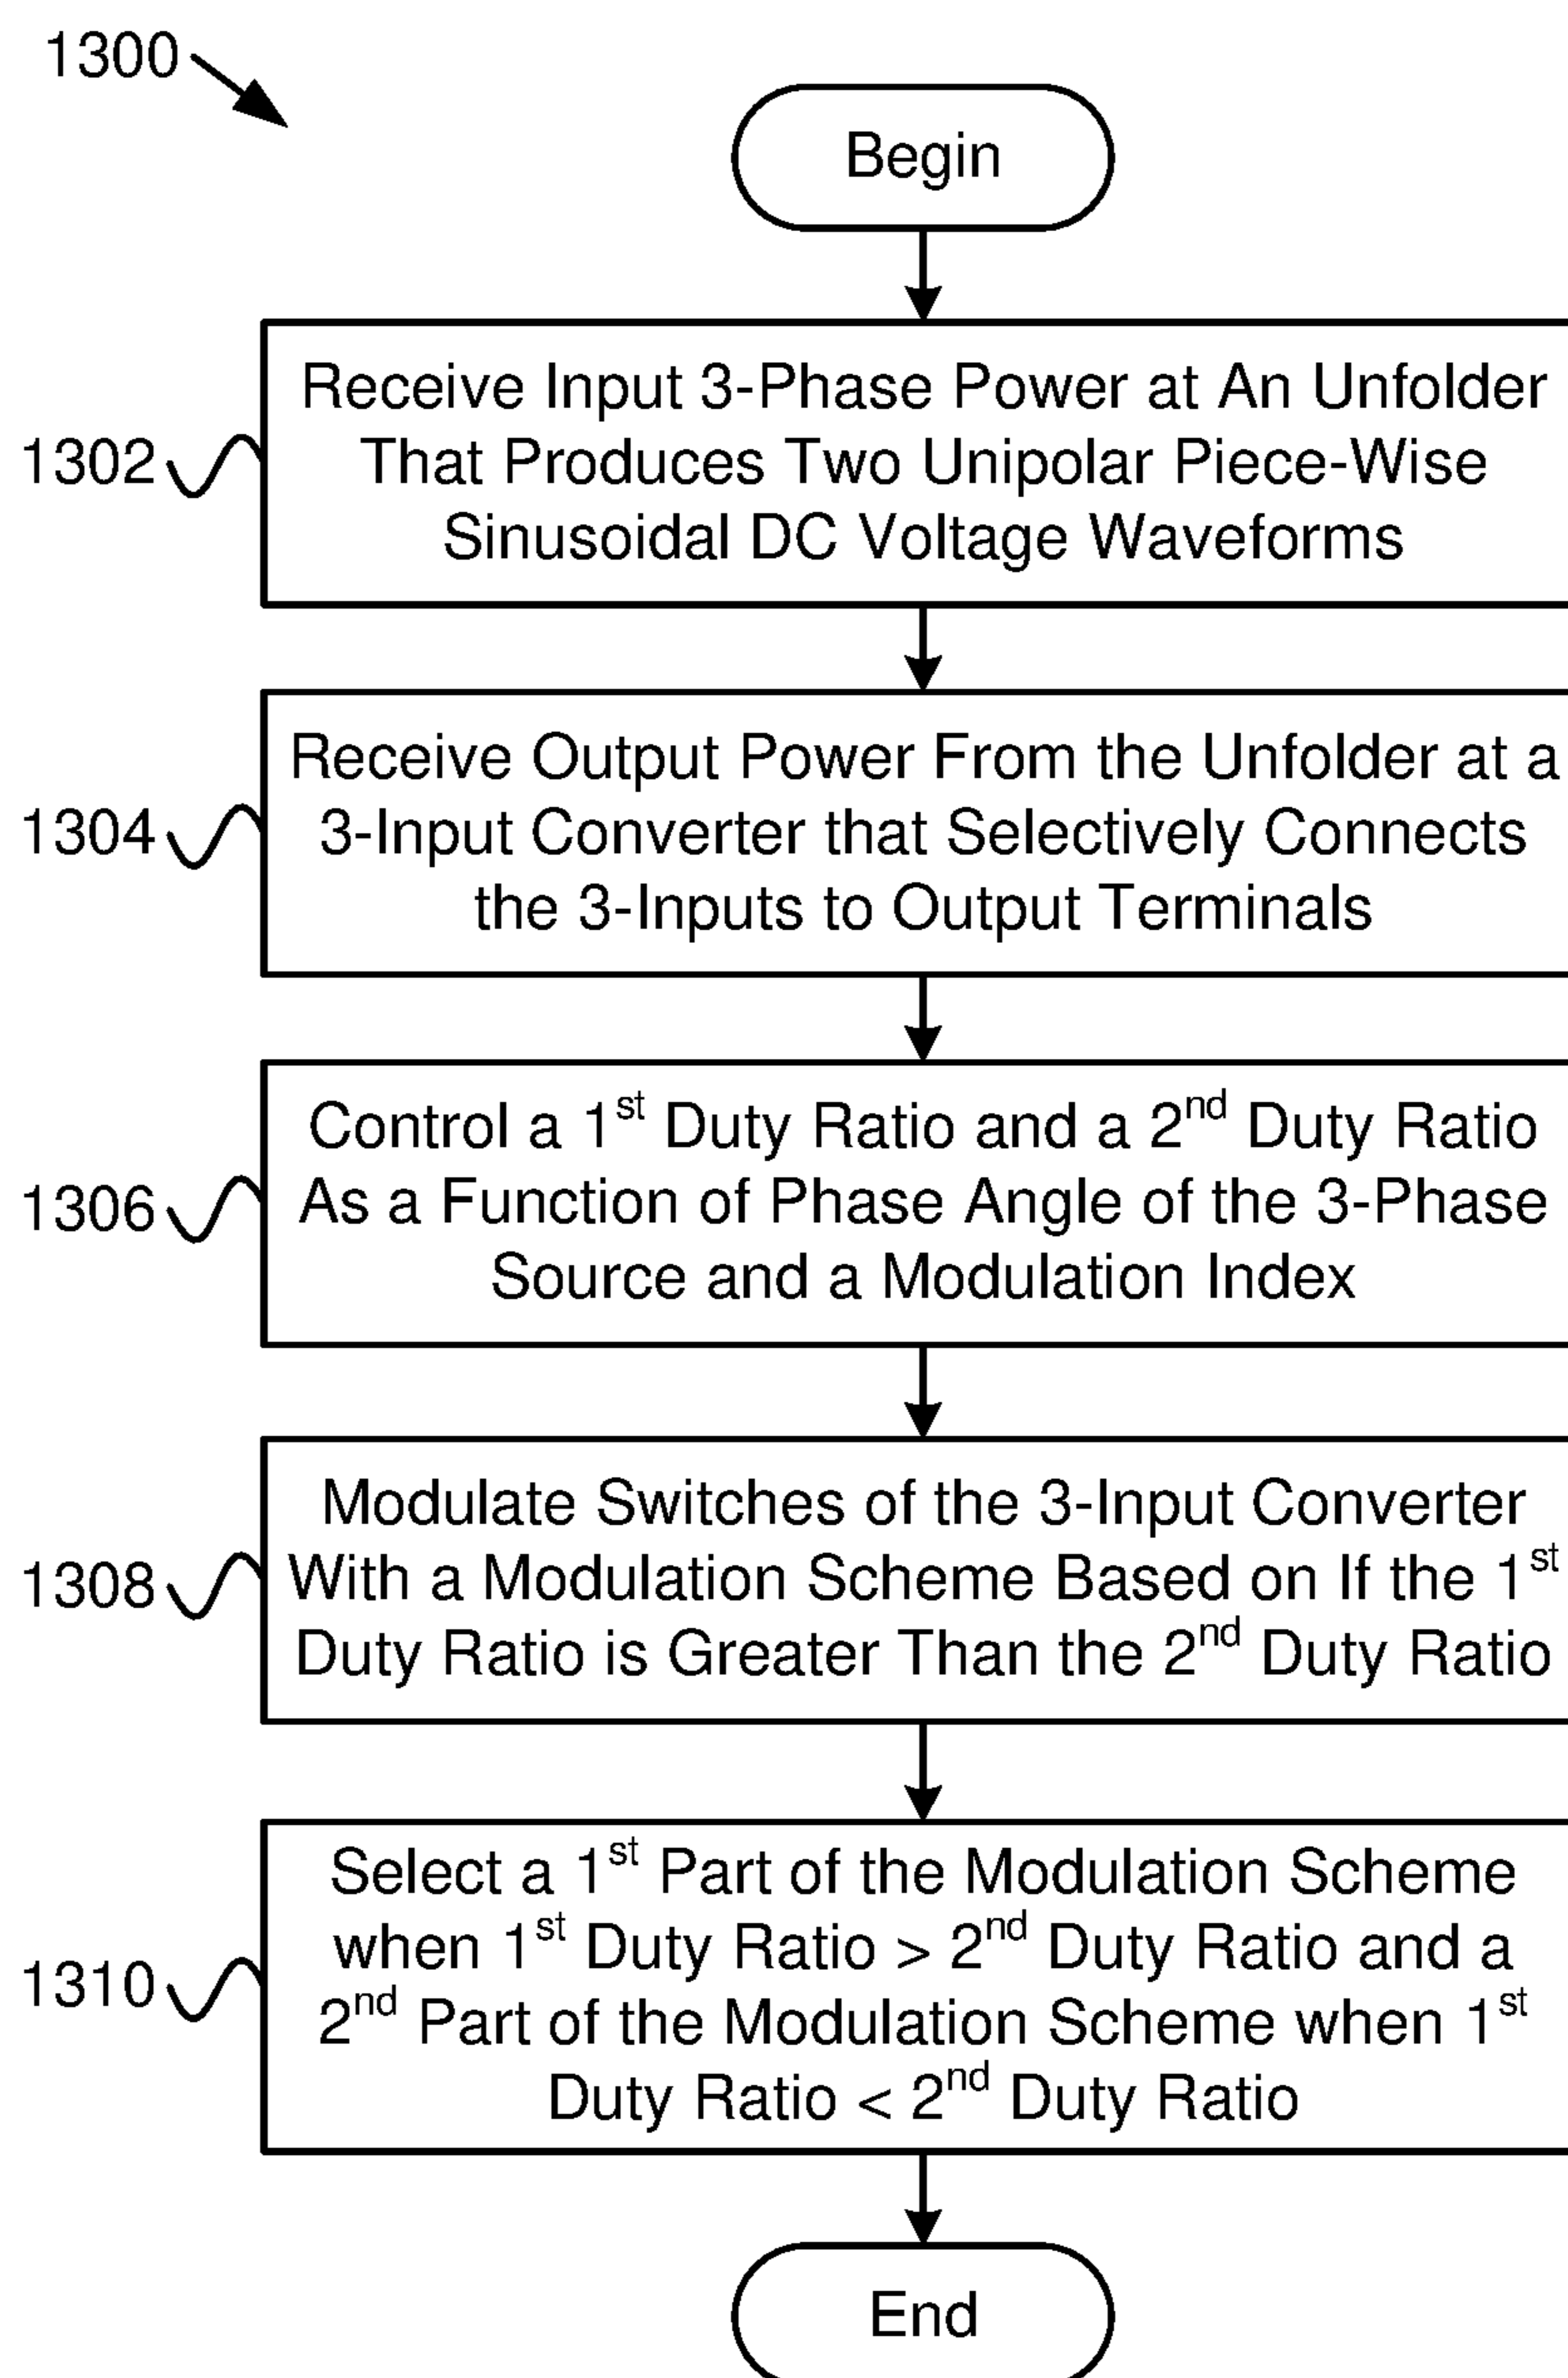 1300
Begin
1302
Receive Input 3-Phase Power at An Unfolder
That Produces Two Unipolar Piece-Wise
Sinusoidal DC Voltage Waveforms
1304
Receive Output Power From the Unfolder at a
3-Input Converter that Selectively Connects
the 3-Inputs to Output Terminals
1306
Control a 1st Duty Ratio and a 2nd Duty Ratio
As a Function of Phase Angle of the 3-Phase
Source and a Modulation Index
1308
Modulate Switches of the 3-Input Converter
With a Modulation Scheme Based on If the 1st
Duty Ratio is Greater Than the 2nd Duty Ratio
1310
Select a 1st Part of the Modulation Scheme
when 1st Duty Ratio > 2nd Duty Ratio and a
2nd Part of the Modulation Scheme when 1st
Duty Ratio < 2nd Duty Ratio
End